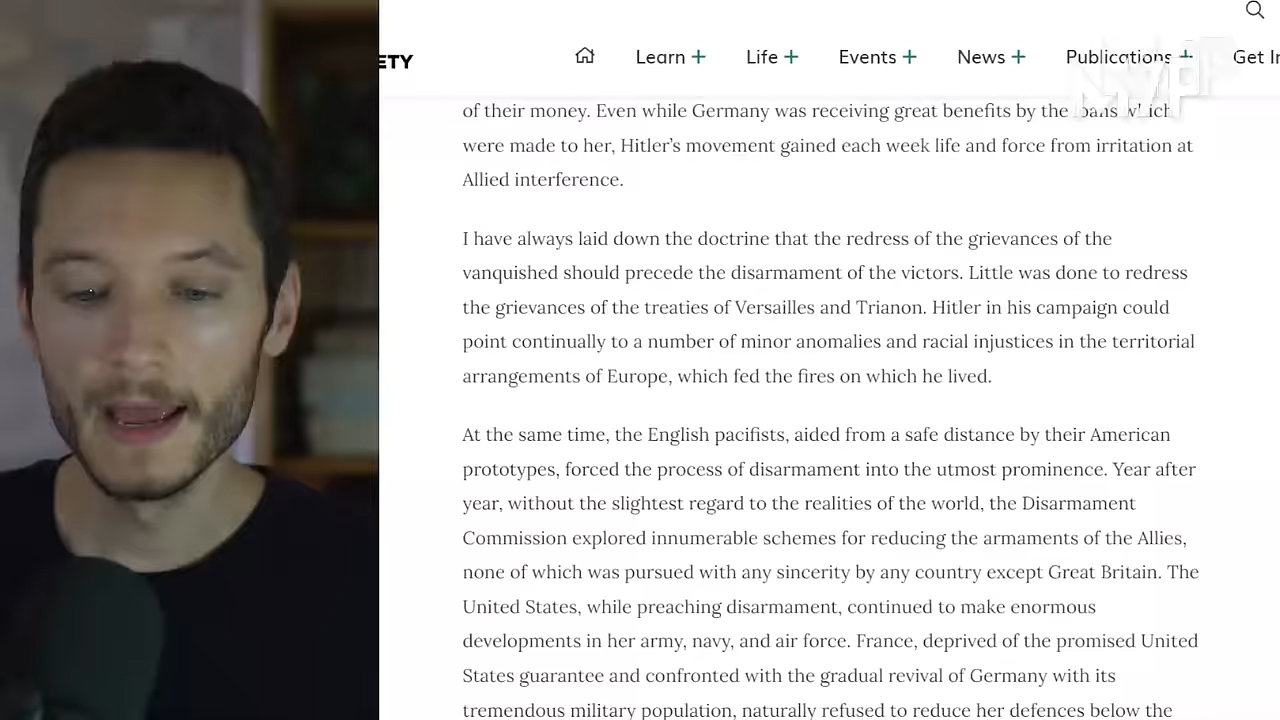 ETY
Learn + Life + Events + News + Publications + Get In
of their money. Even while Germany was receiving great benefits by the loans which
were made to her, Hitler’s movement gained each week life and force from irritation at
Allied interference.
I have always laid down the doctrine that the redress of the grievances of the
vanquished should precede the disarmament of the victors. Little was done to redress
the grievances of the treaties of Versailles and Trianon. Hitler in his campaign could
point continually to a number of minor anomalies and racial injustices in the territorial
arrangements of Europe, which fed the fires on which he lived.
At the same time, the English pacifists, aided from a safe distance by their American
prototypes, forced the process of disarmament into the utmost prominence. Year after
year, without the slightest regard to the realities of the world, the Disarmament
Commission explored innumerable schemes for reducing the armaments of the Allies,
none of which was pursued with any sincerity by any country except Great Britain. The
United States, while preaching disarmament, continued to make enormous
developments in her army, navy, and air force. France, deprived of the promised United
States guarantee and confronted with the gradual revival of Germany with its
tremendous military population, naturally refused to reduce her defences below the